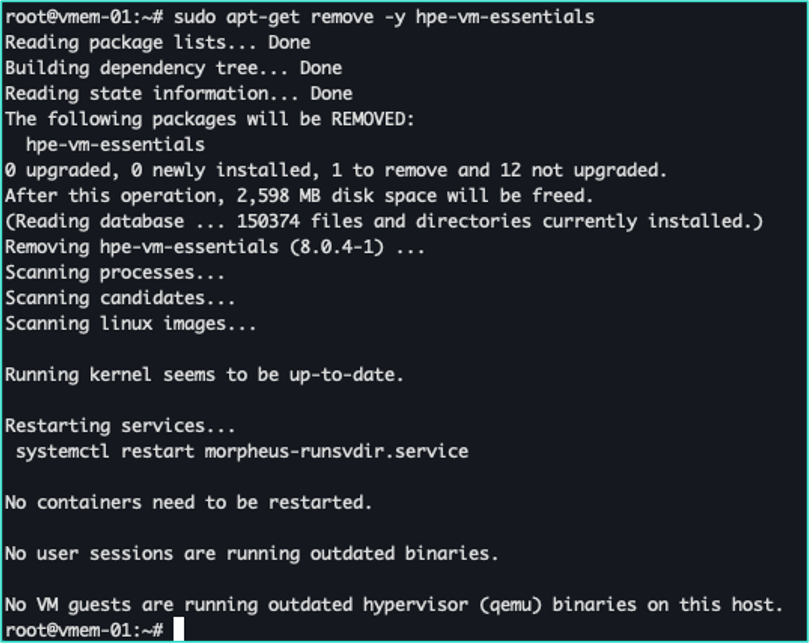 root@vmem-01:~# sudo apt-get remove -y hpe-vm-essentials
Reading package lists... Done
Building dependency tree... Done
Reading state information... Done
The following packages will be REMOVED:
  hpe-vm-essentials
0 upgraded, 0 newly installed, 1 to remove and 12 not upgraded.
After this operation, 2,598 MB disk space will be freed.
(Reading database ... 150374 files and directories currently installed.)
Removing hpe-vm-essentials (8.0.4-1) ...
Scanning processes...
Scanning candidates...
Scanning linux images...

Running kernel seems to be up-to-date.

Restarting services...
 systemctl restart morpheus-runsvdir.service

No containers need to be restarted.

No user sessions are running outdated binaries.

No VM guests are running outdated hypervisor (qemu) binaries on this host.
root@vmem-01:~#